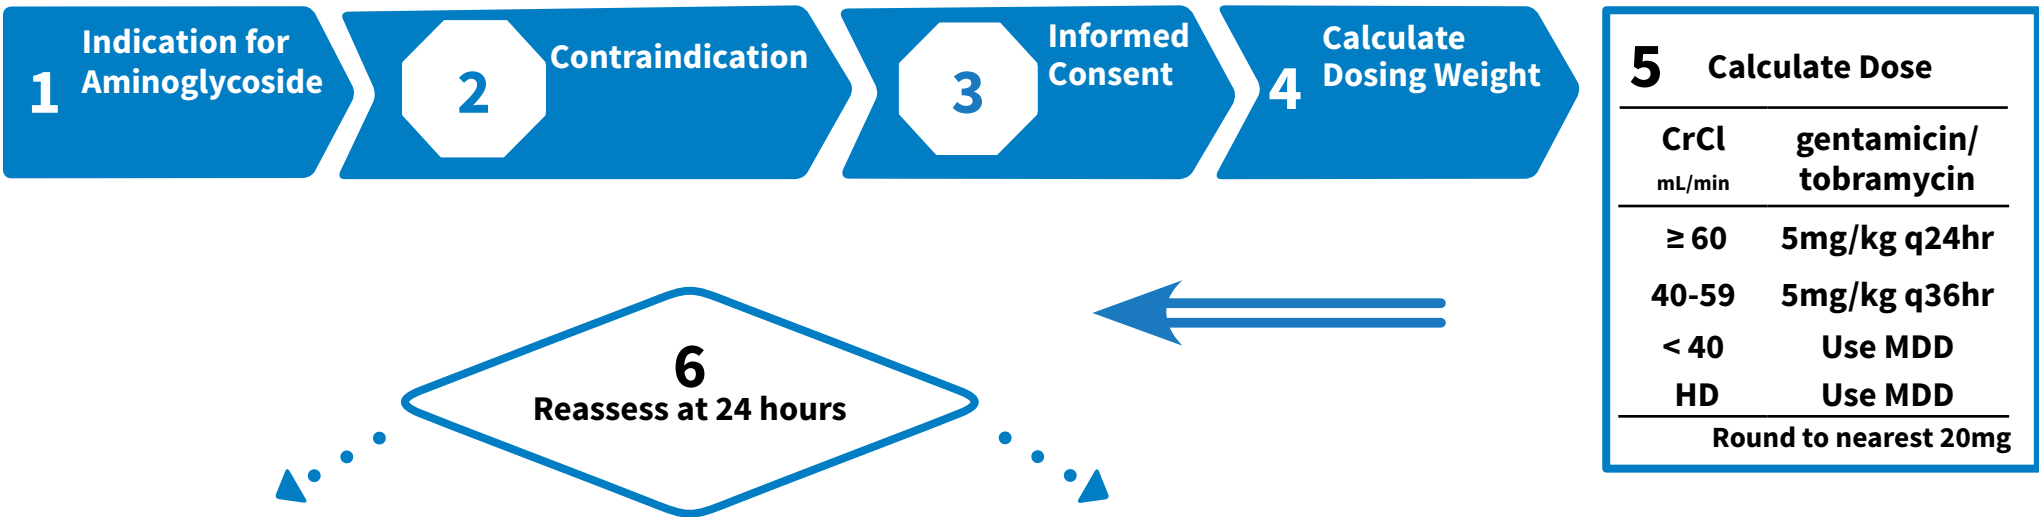 1
Indication for
Aminoglycoside
2
Contraindication
3
Informed
Consent
4
Calculate
Dosing Weight
5 Calculate Dose
CrCl gentamicin/
mL/min tobramycin
≥ 60 5mg/kg q24hr
40-59 5mg/kg q36hr
< 40 Use MDD
HD Use MDD
Round to nearest 20mg
6
Reassess at 24 hours